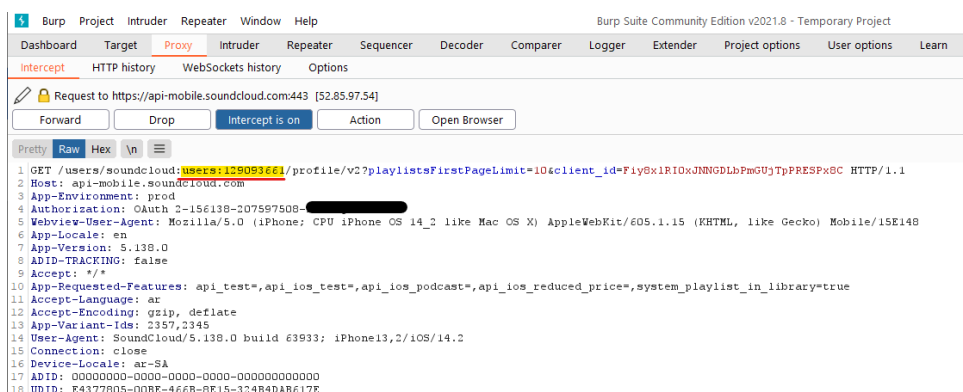 Burp Project Intruder Repeater Window Help Burp Suite Community Edition v2021.8 - Temporary Project
Dashboard Target Proxy Intruder Repeater Sequencer Decoder Comparer Logger Extender Project options User options Learn
Intercept HTTP history WebSockets history Options
Request to https://api-mobile.soundcloud.com:443 [52.85.97.54]
Forward Drop Intercept is on Action Open Browser
Pretty Raw Hex \n
1 GET /users/soundcloud:users:129093661/profile/v2?playlistsFirstPageLimit=10&client_id=Fiy8xlRI0xJNNGDLbPmGUjTpPRESPx8C HTTP/1.1
2 Host: api-mobile.soundcloud.com
3 App-Environment: prod
4 Authorization: OAuth 2-156138-207597508-
5 Webview-User-Agent: Mozilla/5.0 (iPhone; CPU iPhone OS 14_2 like Mac OS X) AppleWebKit/605.1.15 (KHTML, like Gecko) Mobile/15E148
6 App-Locale: en
7 App-Version: 5.138.0
8 ADID-TRACKING: false
9 Accept: */*
10 App-Requested-Features: api_test=,api_ios_test=,api_ios_podcast=,api_ios_reduced_price=,system_playlist_in_library=true
11 Accept-Language: ar
12 Accept-Encoding: gzip, deflate
13 App-Variant-Ids: 2357,2345
14 User-Agent: SoundCloud/5.138.0 build 63933; iPhone13,2/iOS/14.2
15 Connection: close
16 Device-Locale: ar-SA
17 ADID: 00000000-0000-0000-0000-000000000000
18 UDID: E4377805-00BE-466B-8E15-324B4DAB617E